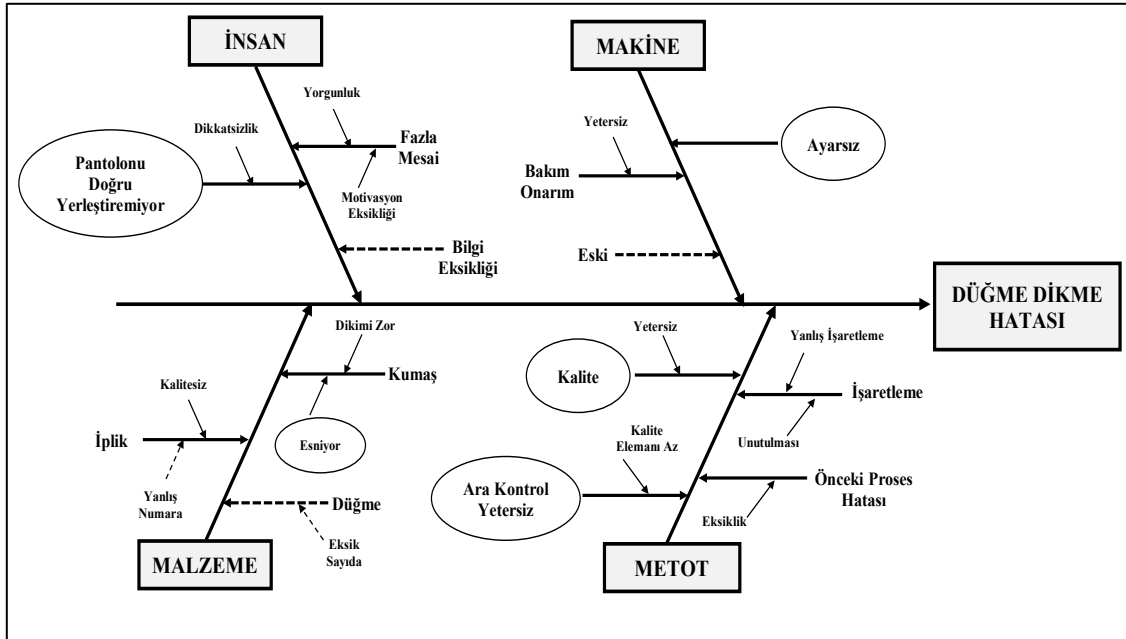 İNSAN
MAKİNE
Yorgunluk
Dikkatsizlik
Fazla
Mesai
Pantolonu
Doğru
Yerleştiremiyor
Motivasyon
Eksikliği
Bilgi
Eksikliği
Yetersiz
Ayarsız
Bakım
Onarım
Eski
DÜĞME DİKME
HATASI
Dikimi Zor
Kumaş
Kalitesiz
İplik
Esniyor
Yanlış
Numara
Düğme
Eksik
Sayıda
MALZEME
Yetersiz
Yanlış İşaretleme
Kalite
İşaretleme
Unutulması
Kalite
Elemanı Az
Ara Kontrol
Yetersiz
Önceki Proses
Hatası
Eksiklik
METOT